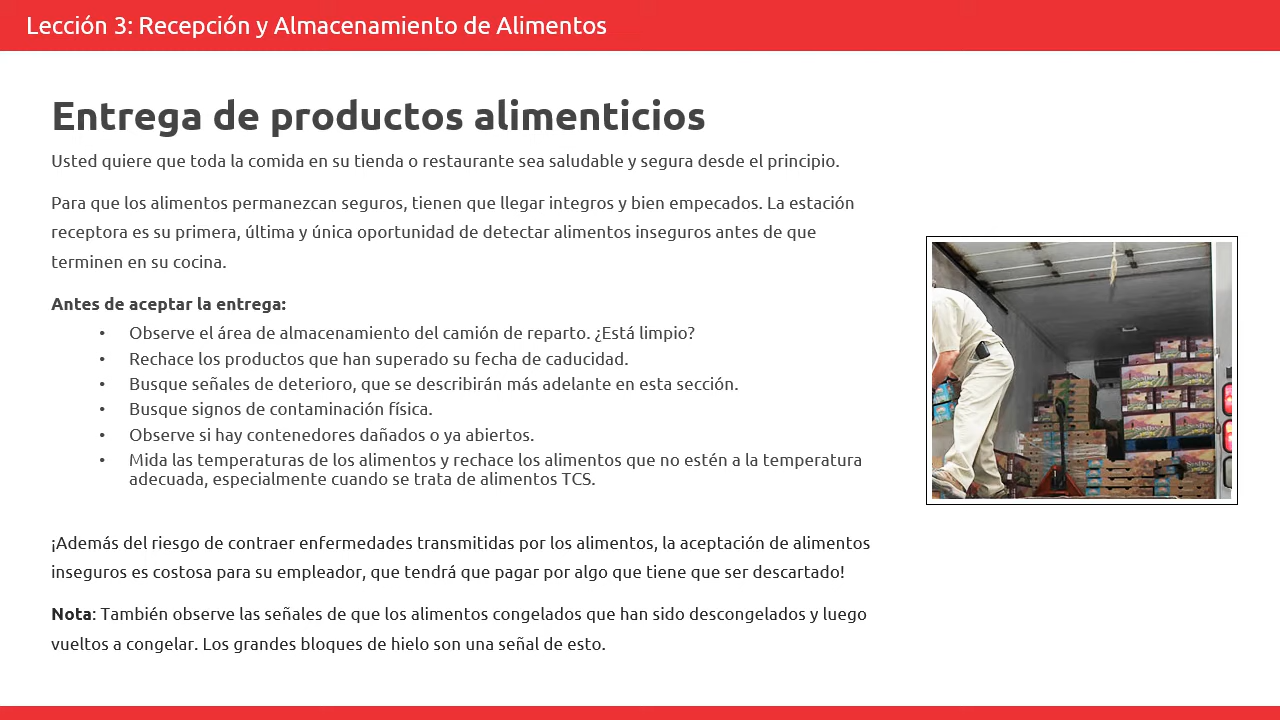 Lección 3: Recepción y Almacenamiento de Alimentos
Entrega de productos alimenticios
Usted quiere que toda la comida en su tienda o restaurante sea saludable y segura desde el principio.
Para que los alimentos permanezcan seguros, tienen que llegar integros y bien empecados. La estación
receptora es su primera, última y única oportunidad de detectar alimentos inseguros antes de que
terminen en su cocina.
Antes de aceptar la entrega:
• Observe el área de almacenamiento del camión de reparto. ¿Está limpio?
• Rechace los productos que han superado su fecha de caducidad.
• Busque señales de deterioro, que se describirán más adelante en esta sección.
• Busque signos de contaminación física.
• Observe si hay contenedores dañados o ya abiertos.
• Mida las temperaturas de los alimentos y rechace los alimentos que no estén a la temperatura
adecuada, especialmente cuando se trata de alimentos TCS.
¡Además del riesgo de contraer enfermedades transmitidas por los alimentos, la aceptación de alimentos
inseguros es costosa para su empleador, que tendrá que pagar por algo que tiene que ser descartado!
Nota: También observe las señales de que los alimentos congelados que han sido descongelados y luego
vueltos a congelar. Los grandes bloques de hielo son una señal de esto.